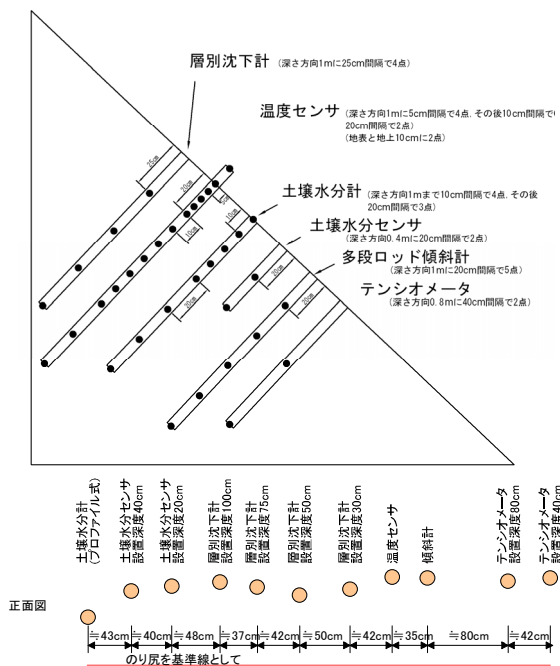 層別沈下計 (深さ方向1mに25cm間隔で4点)
温度センサ (深さ方向1mに5cm間隔で4点, その後10cm間隔で
20cm間隔で2点)
(地表と地上10cmに2点)
土壌水分計 (深さ方向1mまで10cm間隔で4点, その後
20cm間隔で3点)
土壌水分センサ
(深さ方向0.4mに20cm間隔で2点)
多段ロッド傾斜計
(深さ方向1mに20cm間隔で5点)
テンシオメータ
(深さ方向0.8mに40cm間隔で2点)
25cm
20cm
10cm
5cm
10cm
20cm
20cm
20cm
土壌水分計
(プロファイル式)
土壌水分センサ
設置深度40cm
土壌水分センサ
設置深度20cm
層別沈下計
設置深度100cm
層別沈下計
設置深度75cm
層別沈下計
設置深度50cm
層別沈下計
設置深度30cm
温度センサ
傾斜計
テンシオメータ
設置深度80cm
テンシオメータ
設置深度40cm
正面図
≒43cm ≒40cm ≒48cm ≒37cm ≒42cm ≒50cm ≒42cm ≒35cm ≒80cm ≒42cm
のり尻を基準線として